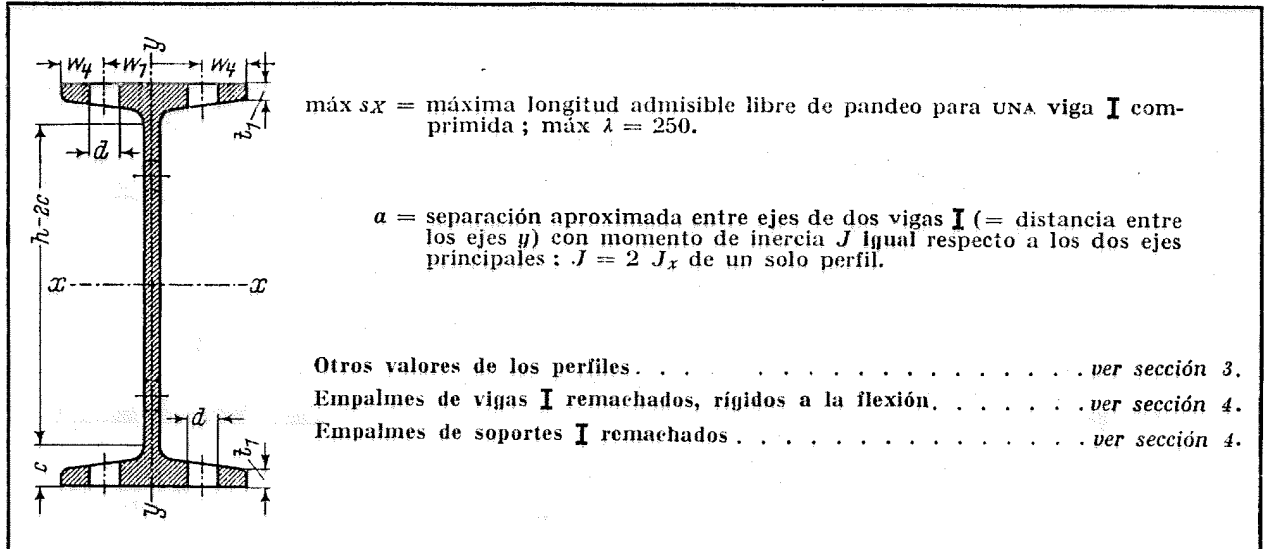 y
w₄ w₁ w₄
t₁
d
h-2c
x x
d
t₁
c
y
máx sx = máxima longitud admisible libre de pandeo para UNA viga I com-
primida ; máx λ = 250.
a = separación aproximada entre ejes de dos vigas I (= distancia entre
los ejes y) con momento de inercia J igual respecto a los dos ejes
principales : J = 2 Jx de un solo perfil.
Otros valores de los perfiles. . . . . . . . . . . . . . . . . . ver sección 3.
Empalmes de vigas I remachados, rígidos a la flexión. . . . . . . ver sección 4.
Empalmes de soportes I remachados . . . . . . . . . . . . . . . . ver sección 4.